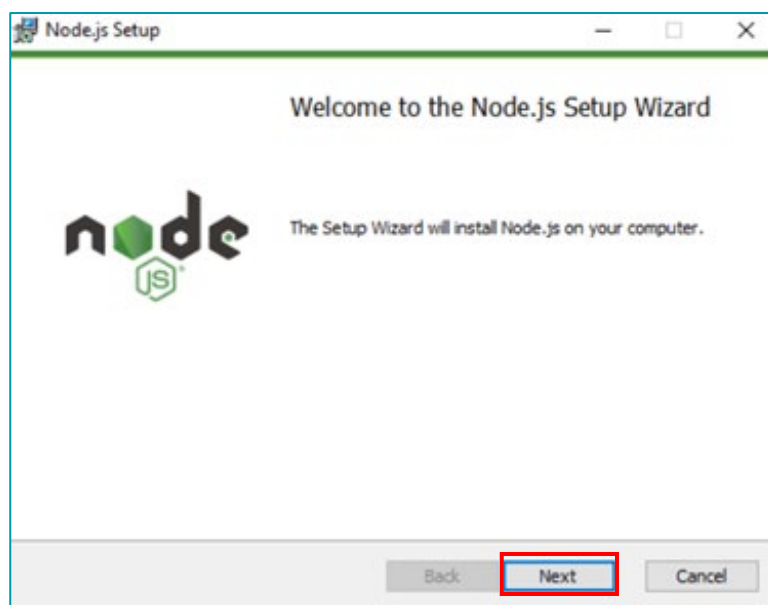 Node.js Setup
Welcome to the Node.js Setup Wizard
node
JS
The Setup Wizard will install Node.js on your computer.
Back Next Cancel